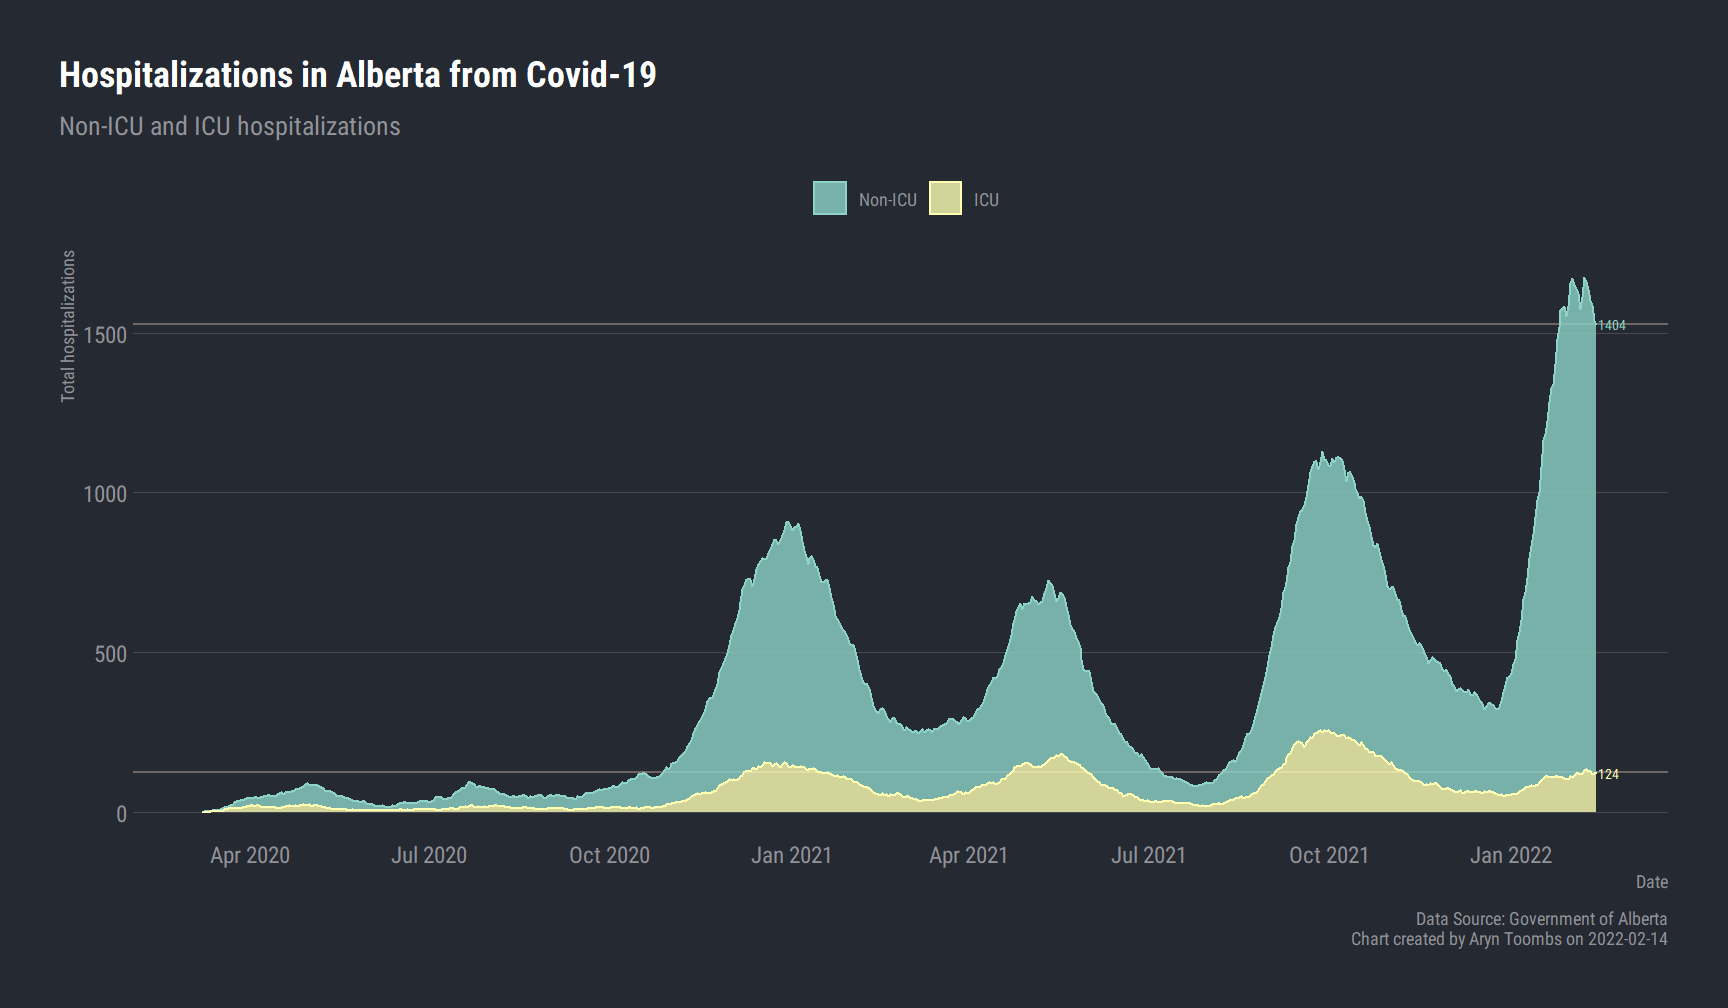 Hospitalizations in Alberta from Covid-19
Non-ICU and ICU hospitalizations
Non-ICU
ICU
Total hospitalizations
1500
1000
500
0
1404
124
Apr 2020
Jul 2020
Oct 2020
Jan 2021
Apr 2021
Jul 2021
Oct 2021
Jan 2022
Date
Data Source: Government of Alberta
Chart created by Aryn Toombs on 2022-02-14